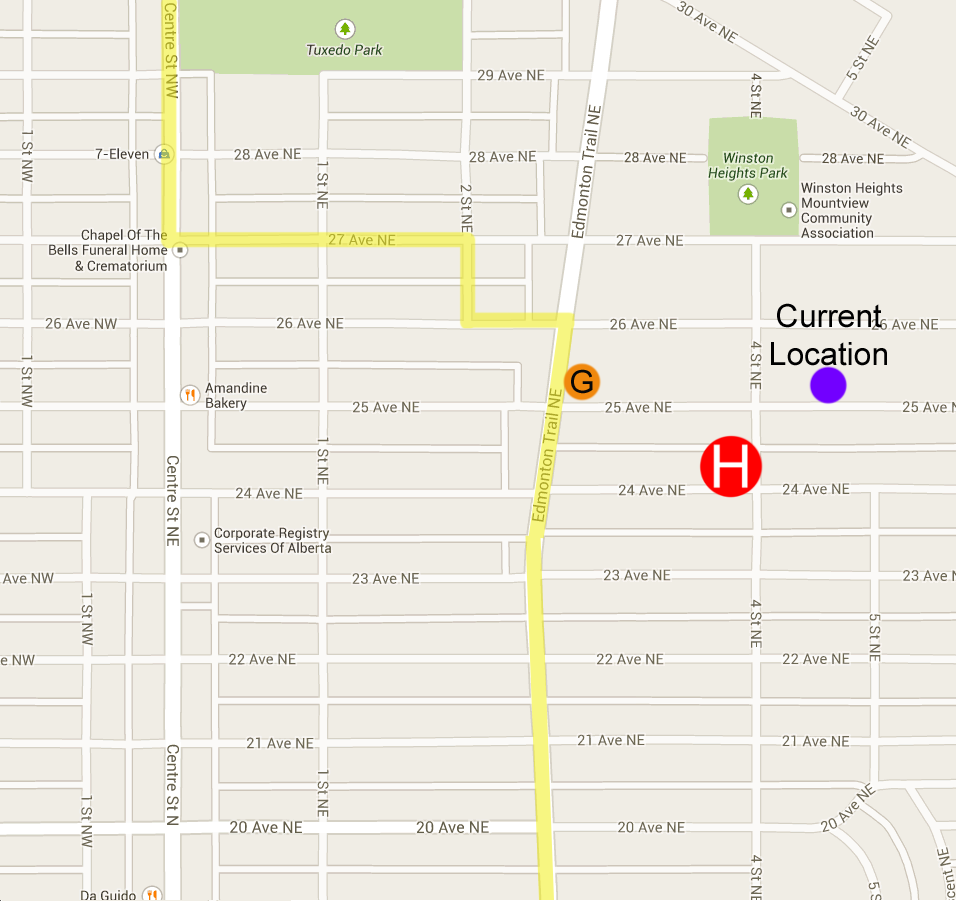 Centre St NW
30 Ave NE
5 St NE
Tuxedo Park
29 Ave NE
4 St NE
Edmonton Trail NE
30 Ave NE
1 St NW
7-Eleven
28 Ave NE
28 Ave NE
28 Ave NE
Winston
Heights Park
28 Ave NE
1 St NE
2 St NE
Winston Heights
Mountview
Community
Association
Chapel Of The
Bells Funeral Home
& Crematorium
27 Ave NE
27 Ave NE
Current
Location
26 Ave NW
26 Ave NE
26 Ave NE
26 Ave NE
1 St NW
4 St NE
G
Amandine
Bakery
25 Ave NE
25 Ave NE
25 Ave N
Edmonton Trail NE
1 St NE
H
Centre St NE
24 Ave NE
24 Ave NE
24 Ave NE
Corporate Registry
Services Of Alberta
Ave NW
23 Ave NE
23 Ave NE
23 Ave N
1 St NW
4 St NE
5 St NE
e NW
22 Ave NE
22 Ave NE
22 Ave NE
21 Ave NE
21 Ave NE
21 Ave NE
Centre St N
1 St NE
1 St NW
20 Ave NE
20 Ave NE
20 Ave NE
20 Ave NE
4 St NE
5 S
cent NE
Da Guido